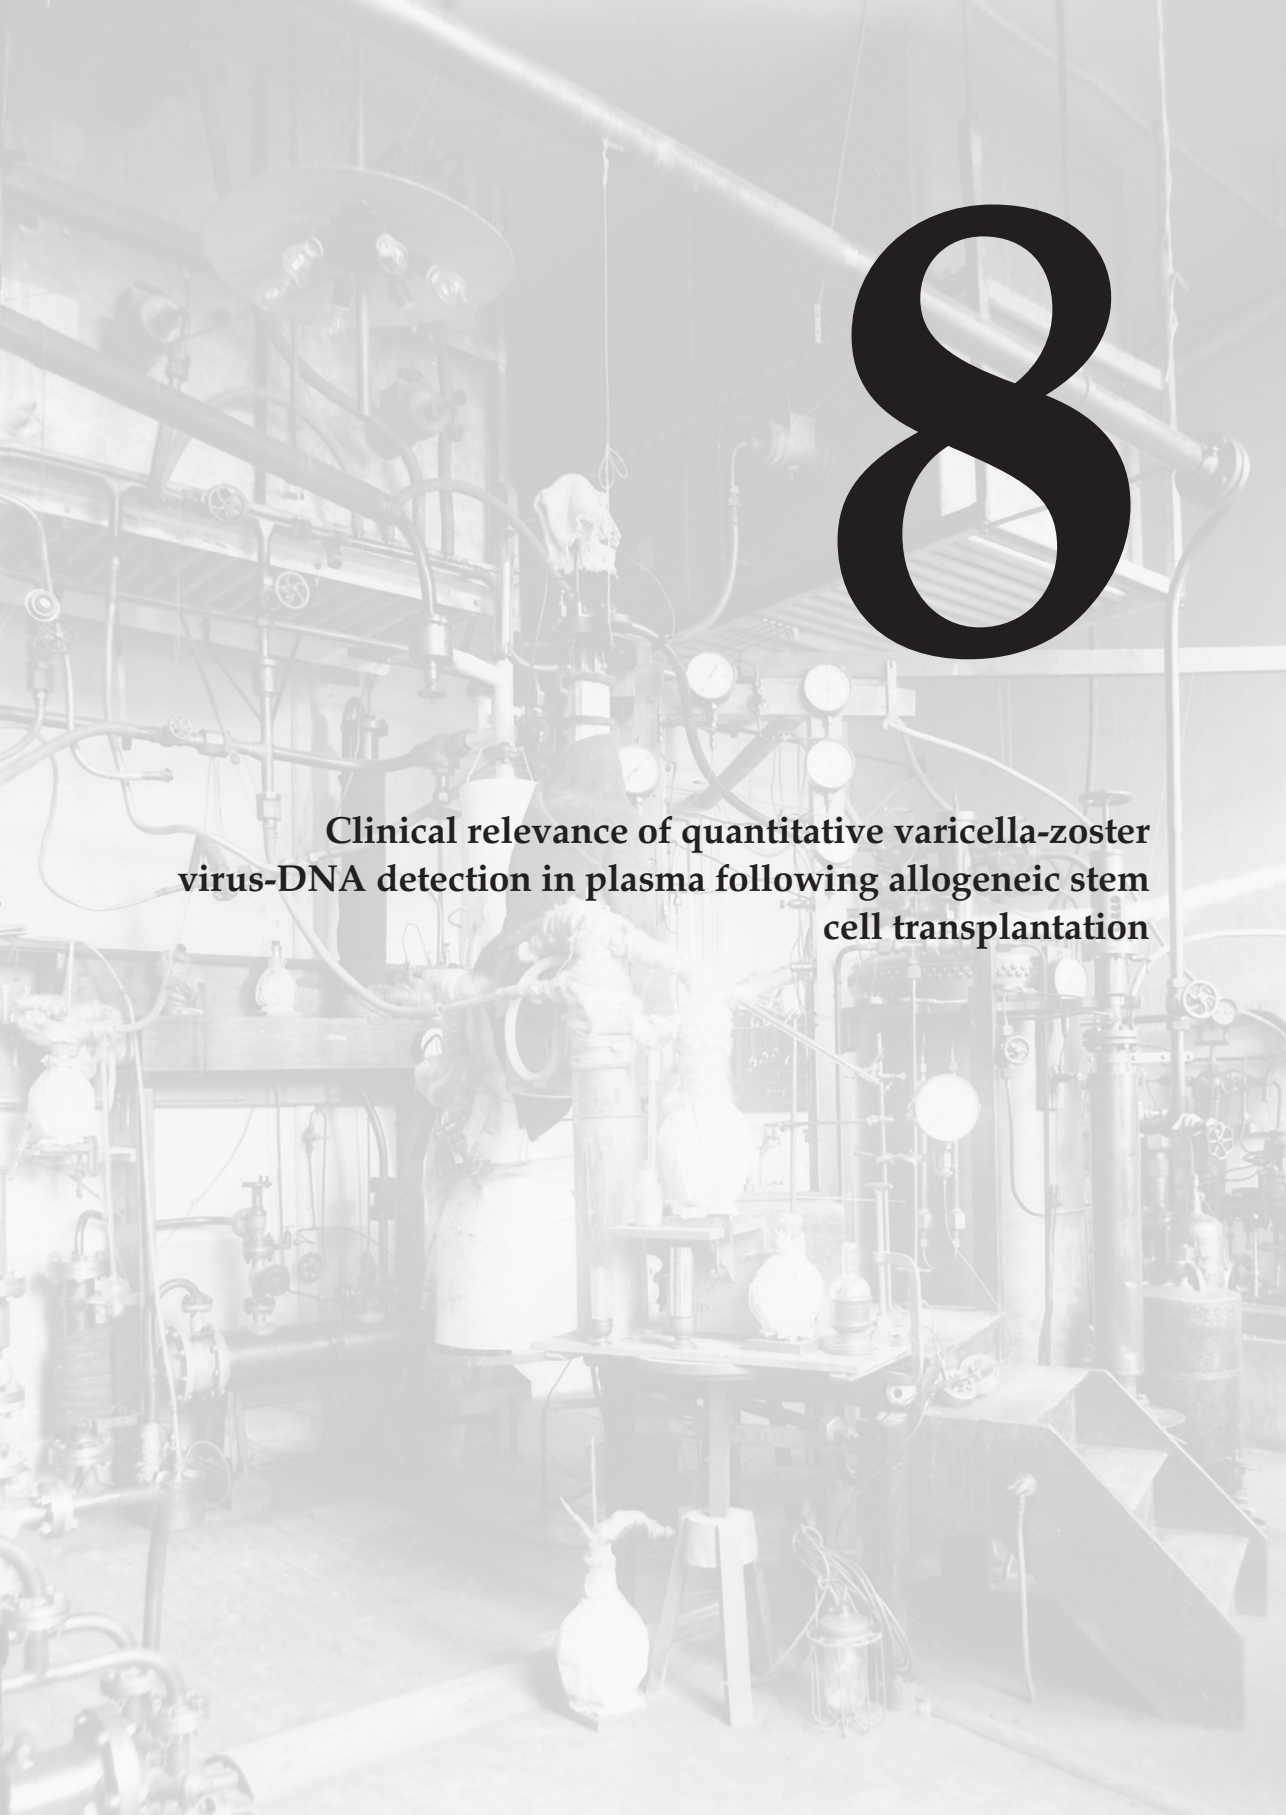 8
Clinical relevance of quantitative varicella-zoster
virus-DNA detection in plasma following allogeneic stem
cell transplantation